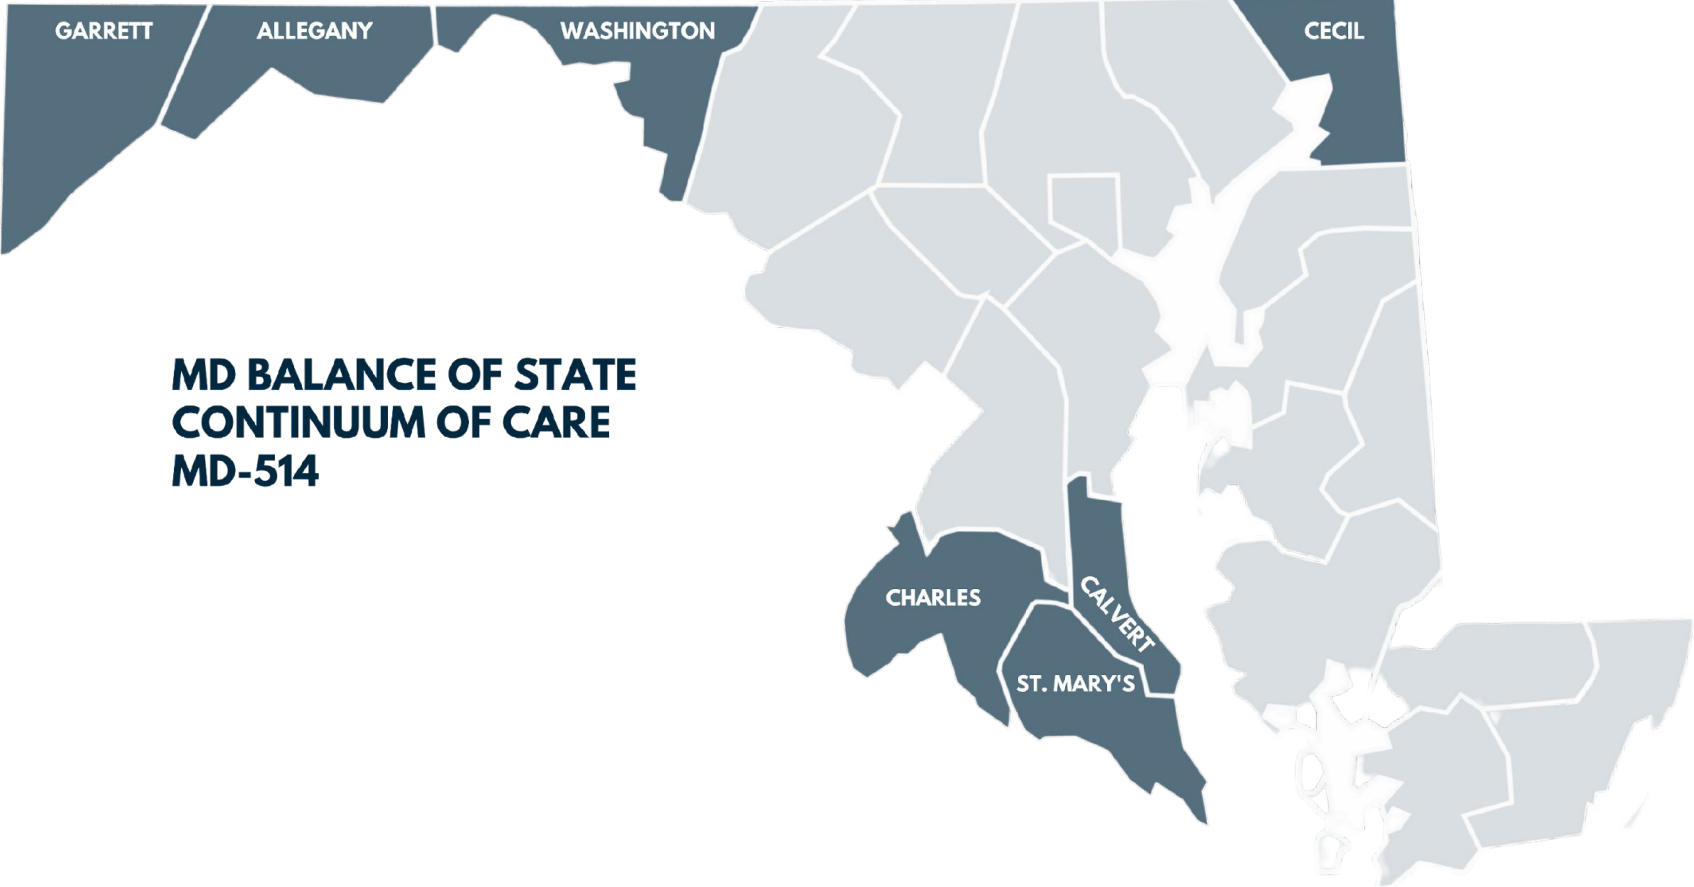 GARRETT
ALLEGANY
WASHINGTON
CECIL
MD BALANCE OF STATE
CONTINUUM OF CARE
MD-514
CHARLES
CALVERT
ST. MARY'S